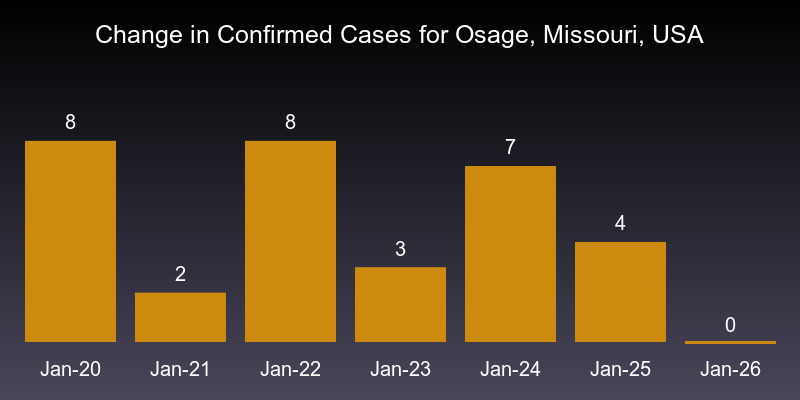 Change in Confirmed Cases for Osage, Missouri, USA
8 2 8 3 7 4 0
Jan-20 Jan-21 Jan-22 Jan-23 Jan-24 Jan-25 Jan-26